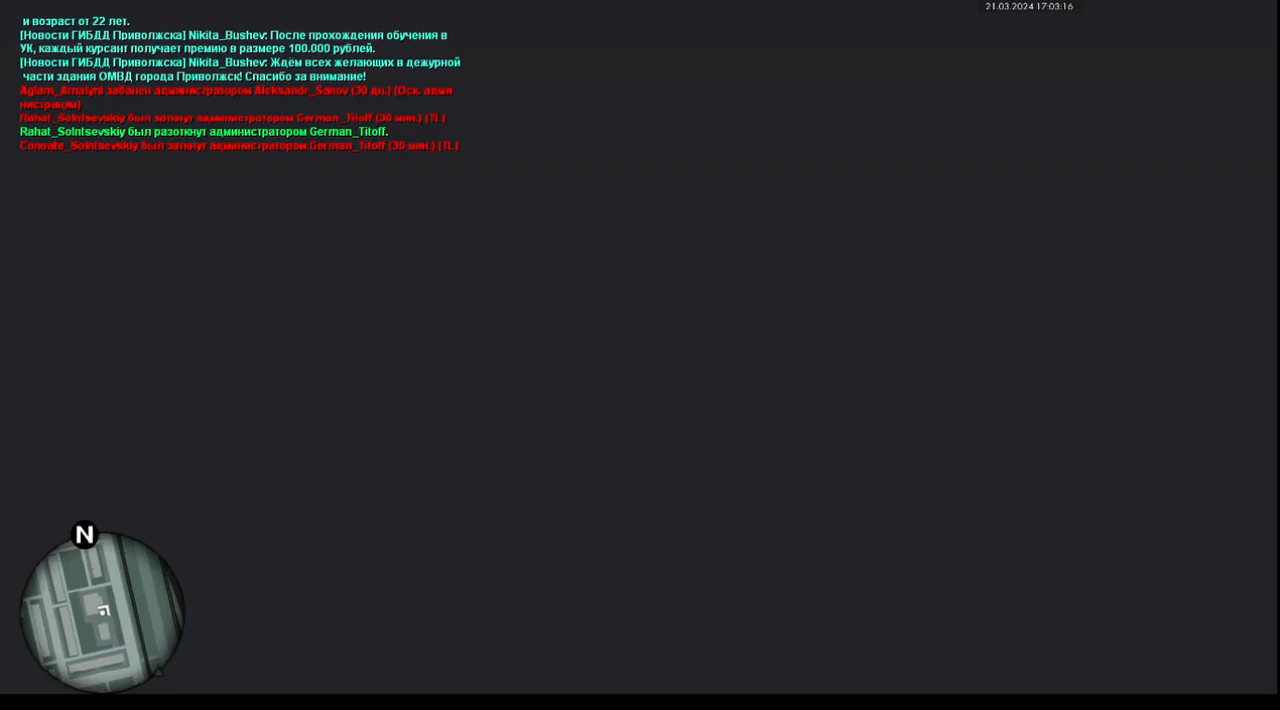 21.03.2024 17:03:16
и возраст от 22 лет.
[Новости ГИБДД Приволжска] Nikita_Bushev: После прохождения обучения в
УК, каждый курсант получает премию в размере 100.000 рублей.
[Новости ГИБДД Приволжска] Nikita_Bushev: Ждём всех желающих в дежурной
части здания ОМВД города Приволжск! Спасибо за внимание!
забанен администратором Aleksandr_Sanov (30 дн.) (Оск. адми
нистрации)
Rahat_Solntsevskiy был заткнут администратором German_Titoff (30 мин.) (TL)
Rahat_Solntsevskiy был разоткнут администратором German_Titoff.
был заткнут администратором German_Titoff (30 мин.) (TL)
N